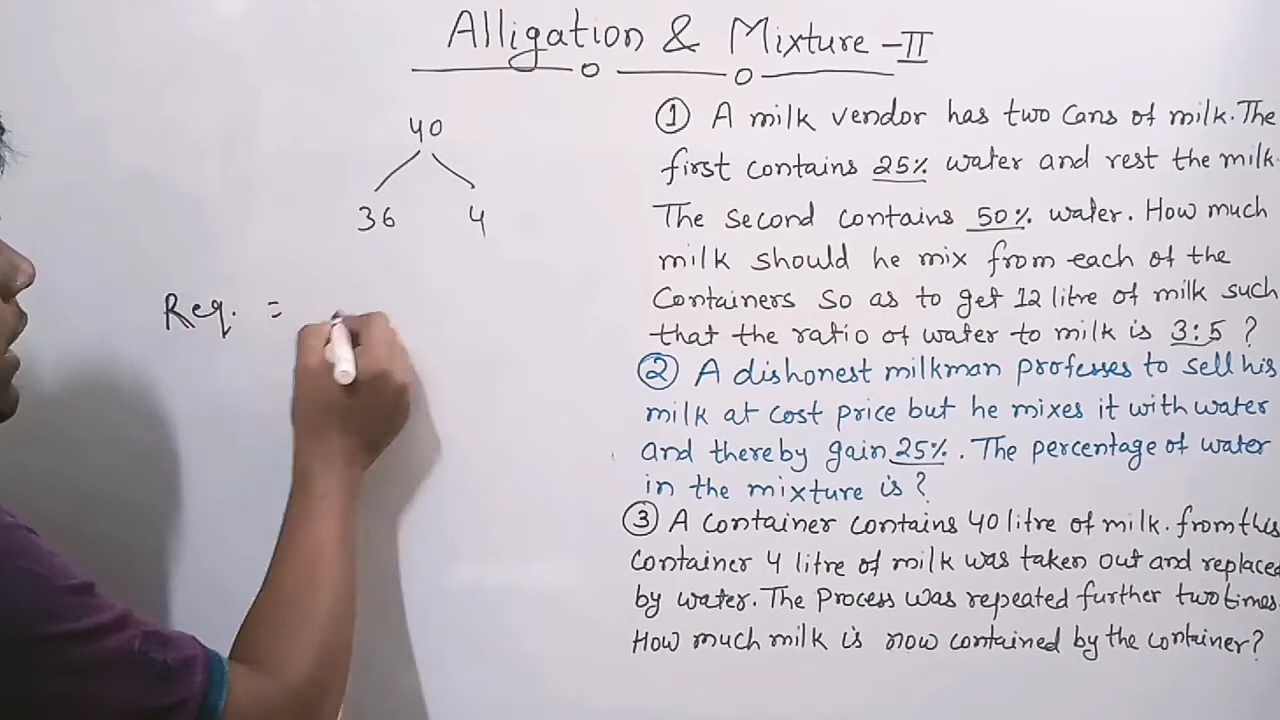 Alligation & Mixture -II
40
36 4
Req. =
① A milk vendor has two Cans of milk. The
first contains 25% water and rest the milk.
The second contains 50% water. How much
milk should he mix from each of the
Containers so as to get 12 litre of milk such
that the ratio of water to milk is 3:5 ?
② A dishonest milkman professes to sell his
milk at cost price but he mixes it with water
and thereby gain 25%. The percentage of water
in the mixture is ?
③ A container contains 40 litre of milk. from this
container 4 litre of milk was taken out and replaced
by water. The process was repeated further two times.
How much milk is now contained by the container?